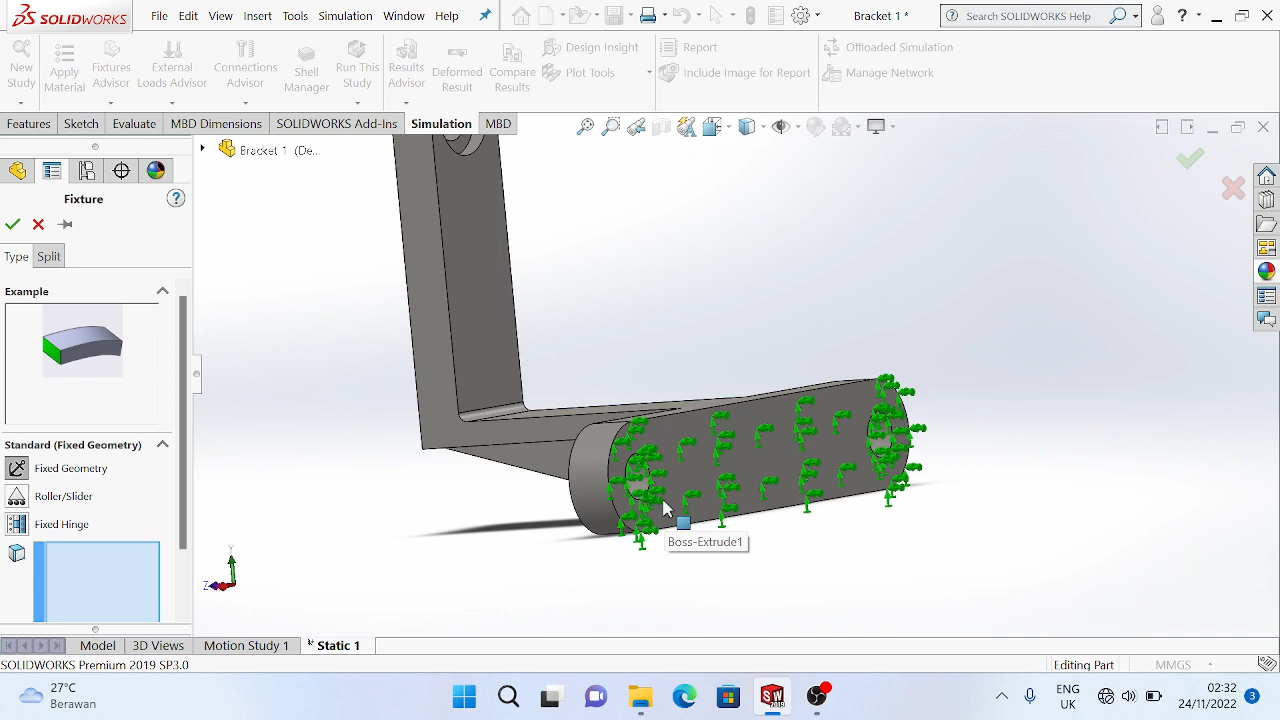 SOLIDWORKS File Edit View Insert Tools Simulation Window Help Bracket 1 * Search SOLIDWORKS Help
New Study
Apply Material
Fixtures Advisor
External Loads Advisor
Connections Advisor
Shell Manager
Run This Study
Results Advisor
Deformed Result
Compare Results
Design Insight
Plot Tools
Report
Include Image for Report
Offloaded Simulation
Manage Network
Features Sketch Evaluate MBD Dimensions SOLIDWORKS Add-Ins Simulation MBD
Bracket 1 (De...
Fixture
Type Split
Example
Standard (Fixed Geometry)
Fixed Geometry
Roller/Slider
Fixed Hinge
Boss-Extrude1
Y
Z
Model 3D Views Motion Study 1 Static 1
SOLIDWORKS Premium 2019 SP3.0 Editing Part MMGS
27°C
Berawan
ENG
UK
02:32
24/11/2022
3